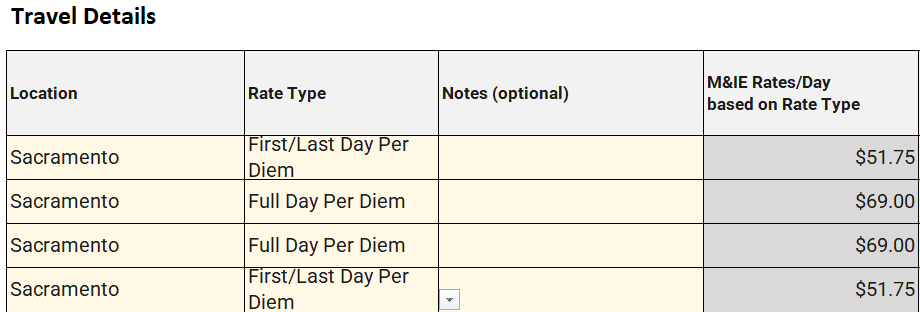 Travel Details
Location
Rate Type
Notes (optional)
M&IE Rates/Day
based on Rate Type
Sacramento
First/Last Day Per
Diem
$51.75
Sacramento
Full Day Per Diem
$69.00
Sacramento
Full Day Per Diem
$69.00
Sacramento
First/Last Day Per
Diem
$51.75